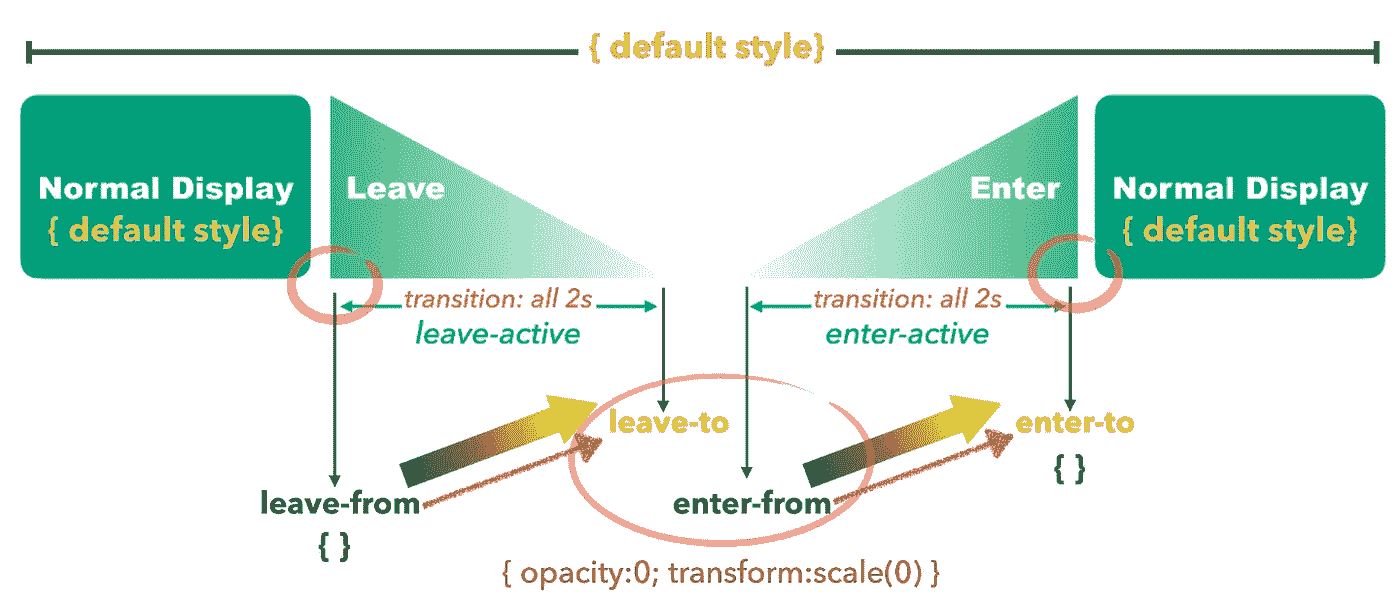 { default style}
Normal Display
{ default style}
Leave
Enter
Normal Display
{ default style}
transition: all 2s
leave-active
transition: all 2s
enter-active
leave-to
enter-to
{ }
leave-from
{ }
enter-from
{ opacity:0; transform:scale(0) }